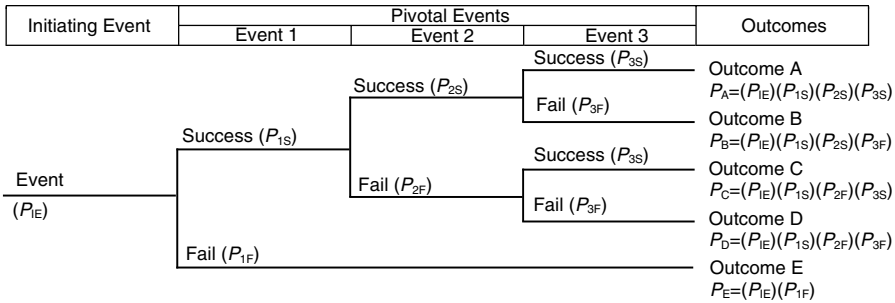 Initiating Event
Pivotal Events
Outcomes
Event 1
Event 2
Event 3
Success (P3S)
Outcome A
PA=(PIE)(P1S)(P2S)(P3S)
Success (P2S)
Fail (P3F)
Outcome B
PB=(PIE)(P1S)(P2S)(P3F)
Success (P1S)
Success (P3S)
Outcome C
PC=(PIE)(P1S)(P2F)(P3S)
Event
(PIE)
Fail (P2F)
Fail (P3F)
Outcome D
PD=(PIE)(P1S)(P2F)(P3F)
Fail (P1F)
Outcome E
PE=(PIE)(P1F)